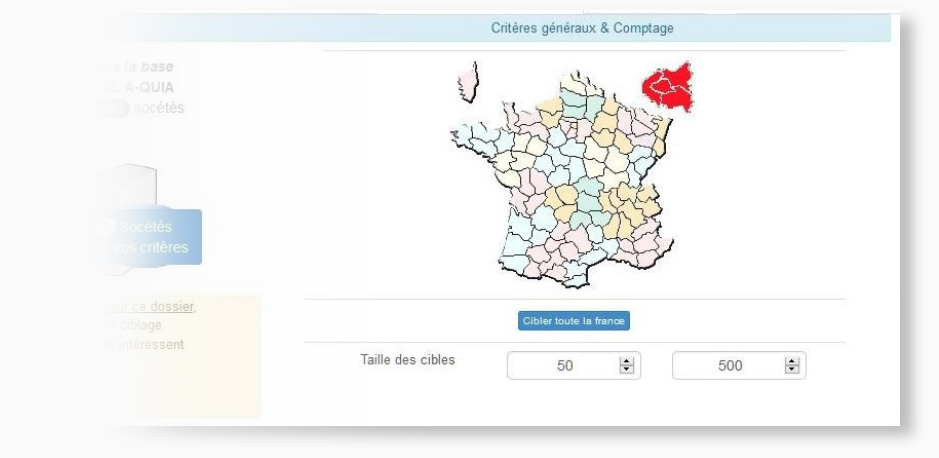 Critères généraux & Comptage
la base
A-QUIA
socétés
Socétés
vos critères
pour ce dossier,
ciblage
intéressent
Cibler toute la france
Taille des cibles 50 500